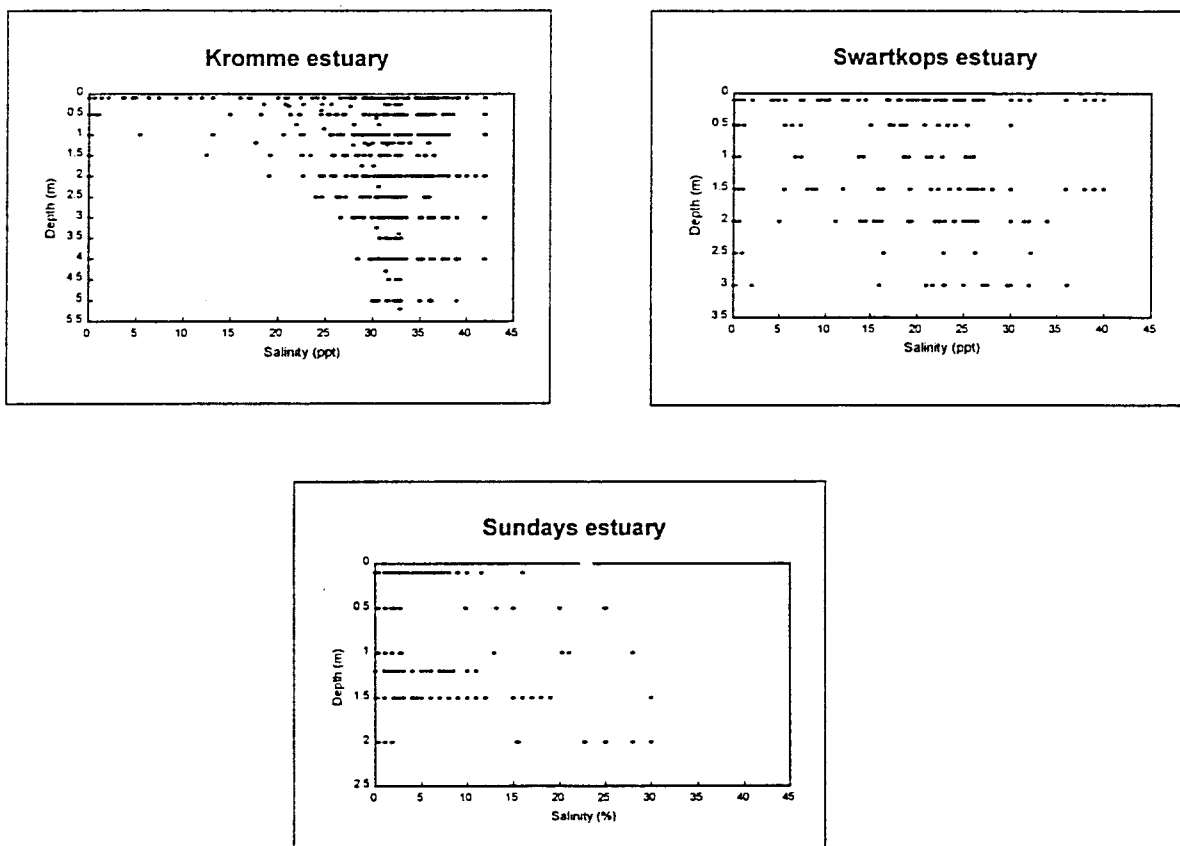 Kromme estuary
0
0.5
1
1.5
2
2.5
3
3 5
4
4 5
5
5 5
Depth (m)
0 5 10 15 20 25 30 35 40 45
Salinity (ppt)
Swartkops estuary
0
0 5
1
1.5
2
2.5
3
3 5
Depth (m)
0 5 10 15 20 25 30 35 40 45
Salinity (ppt)
Sundays estuary
0
0 5
1
1.5
2
2 5
Depth (m)
0 5 10 15 20 25 30 35 40 45
Salinity (%)